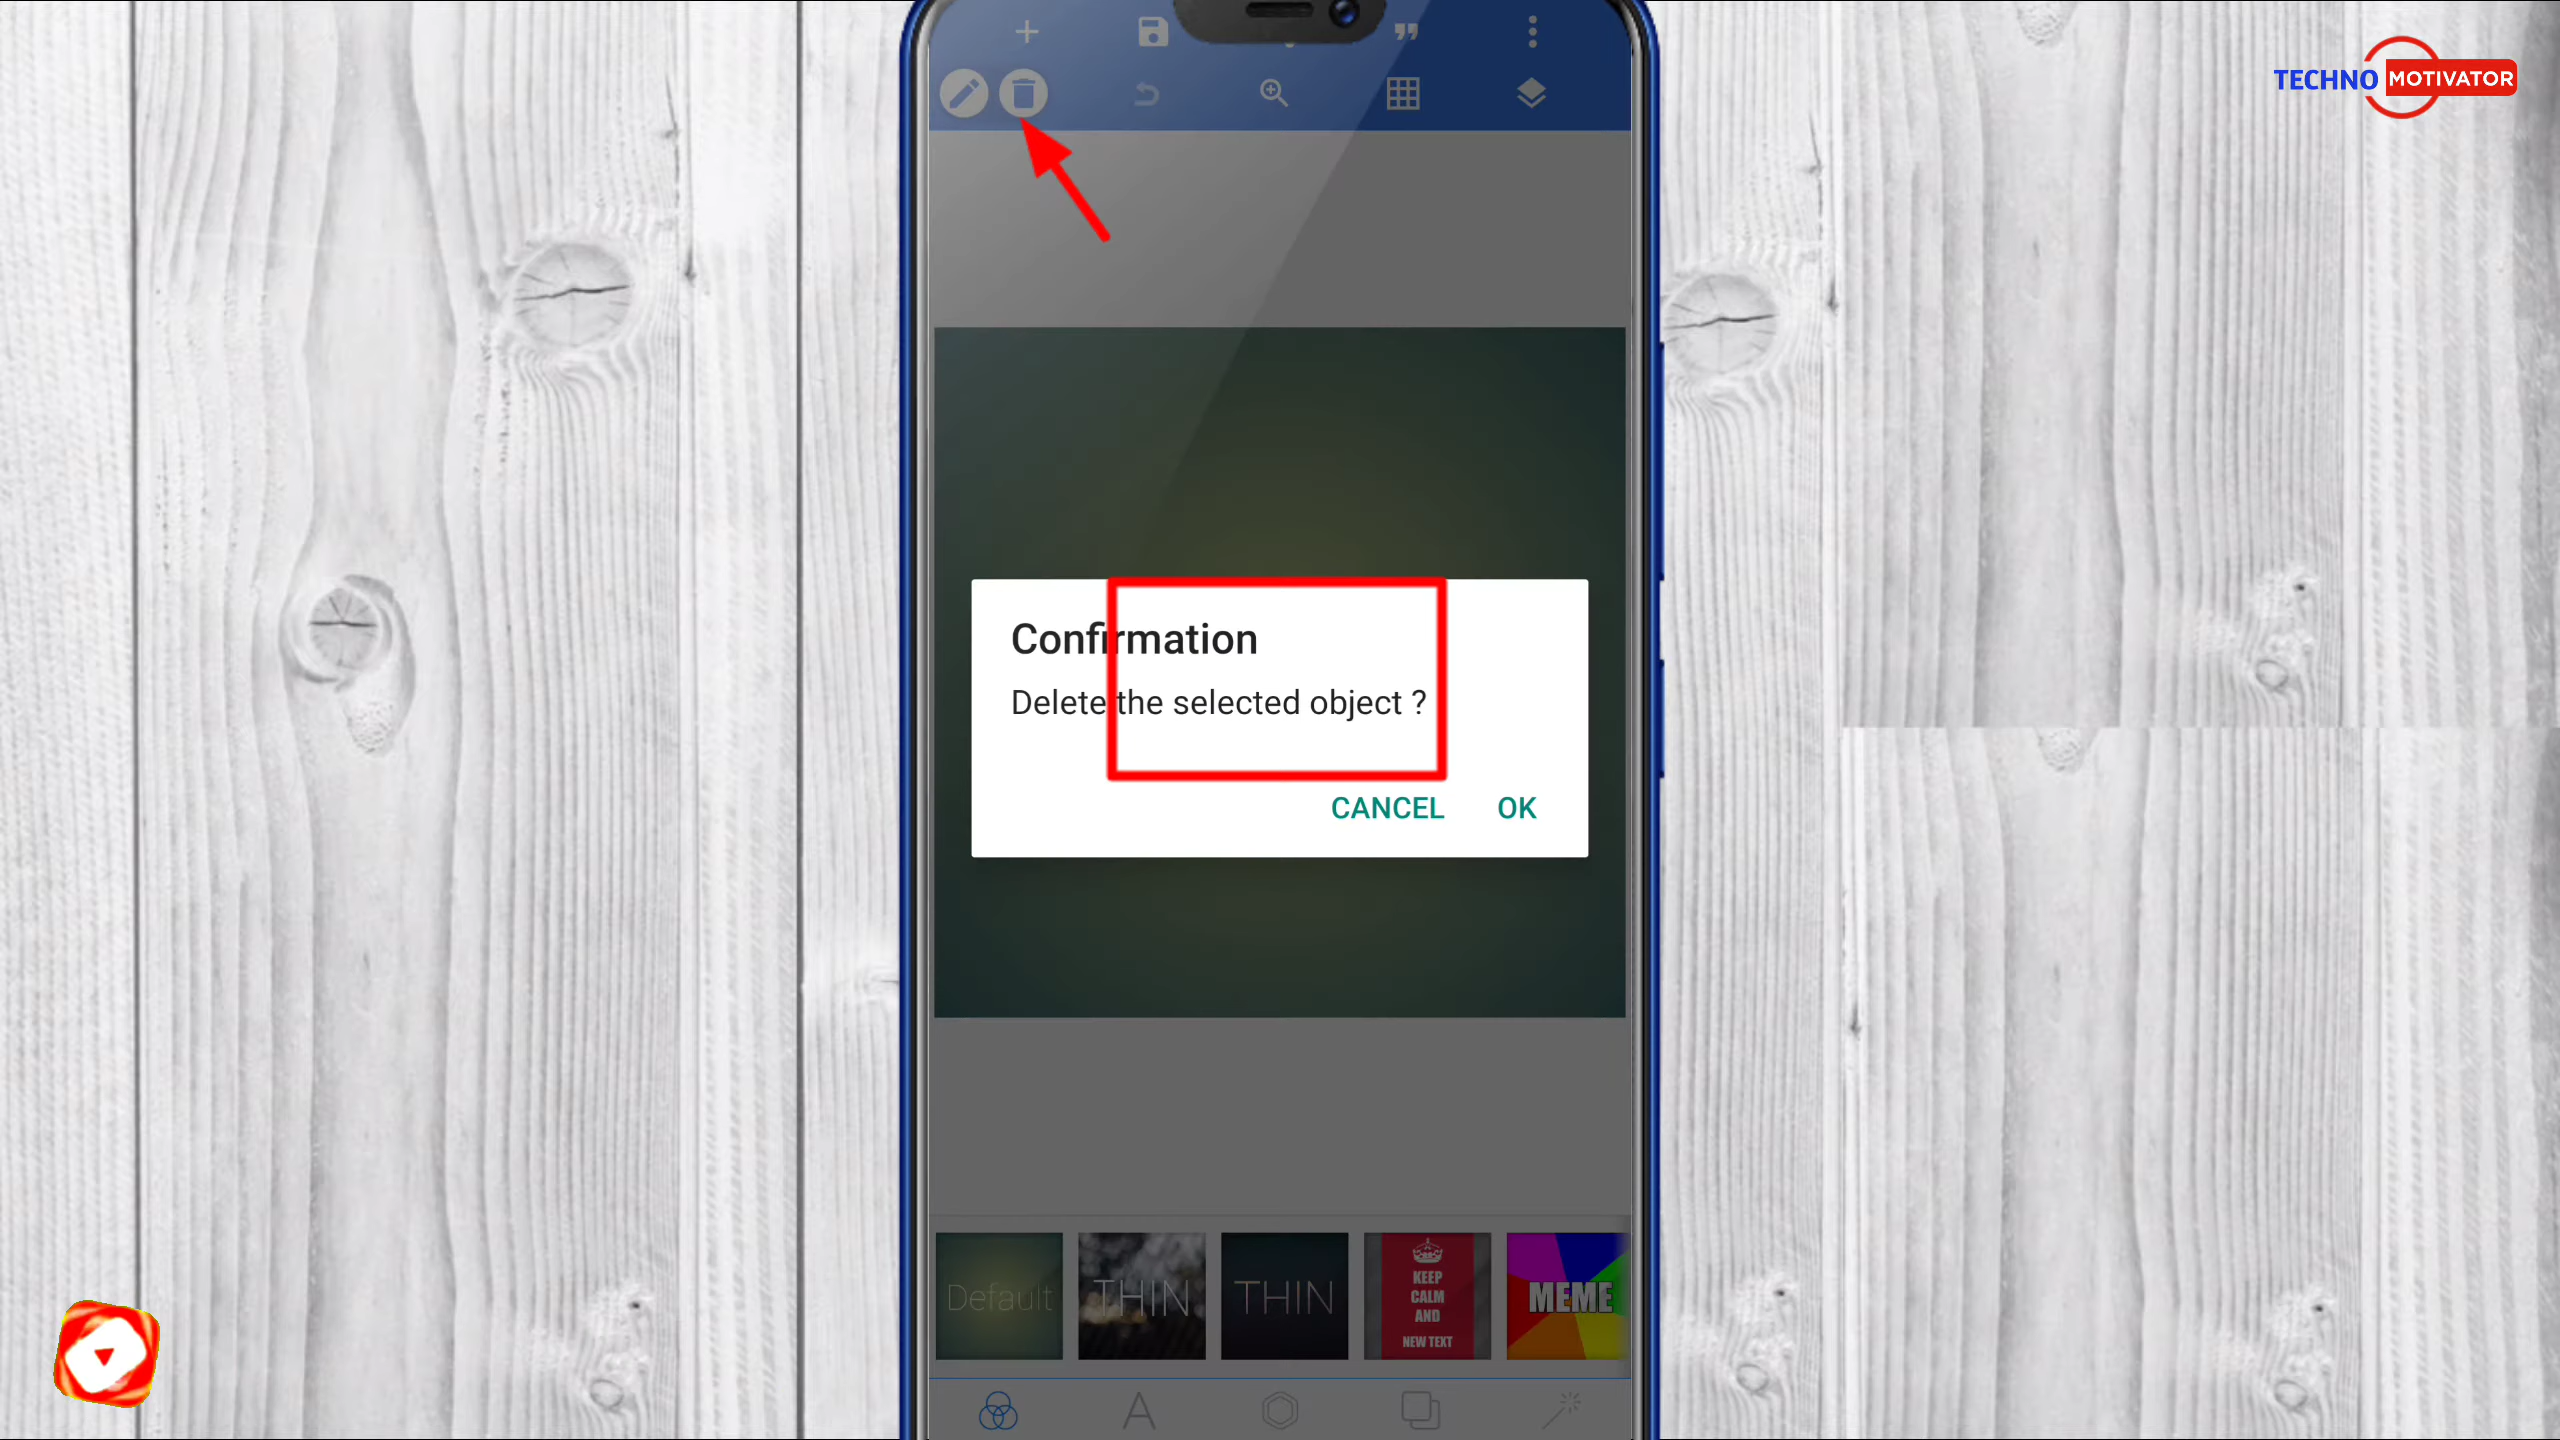 TECHNO MOTIVATOR
Confirmation
Delete the selected object ?
CANCEL OK
Default
THIN
THIN
KEEP
CALM
AND
NEW TEXT
MEME